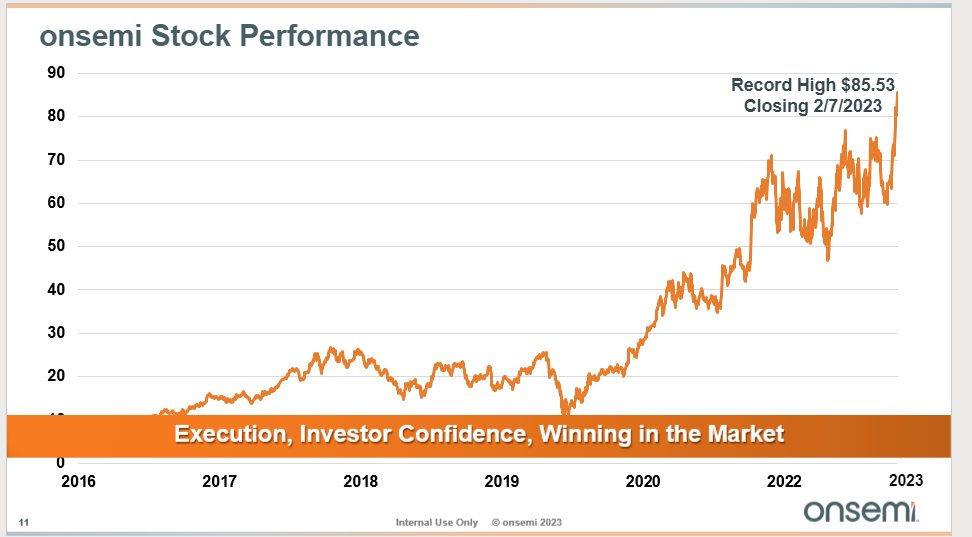 onsemi Stock Performance
90
Record High $85.53
Closing 2/7/2023
80
70
60
50
40
30
20
Execution, Investor Confidence, Winning in the Market
0
2016 2017 2018 2019 2020 2022 2023
11 Internal Use Only © onsemi 2023
onsemi